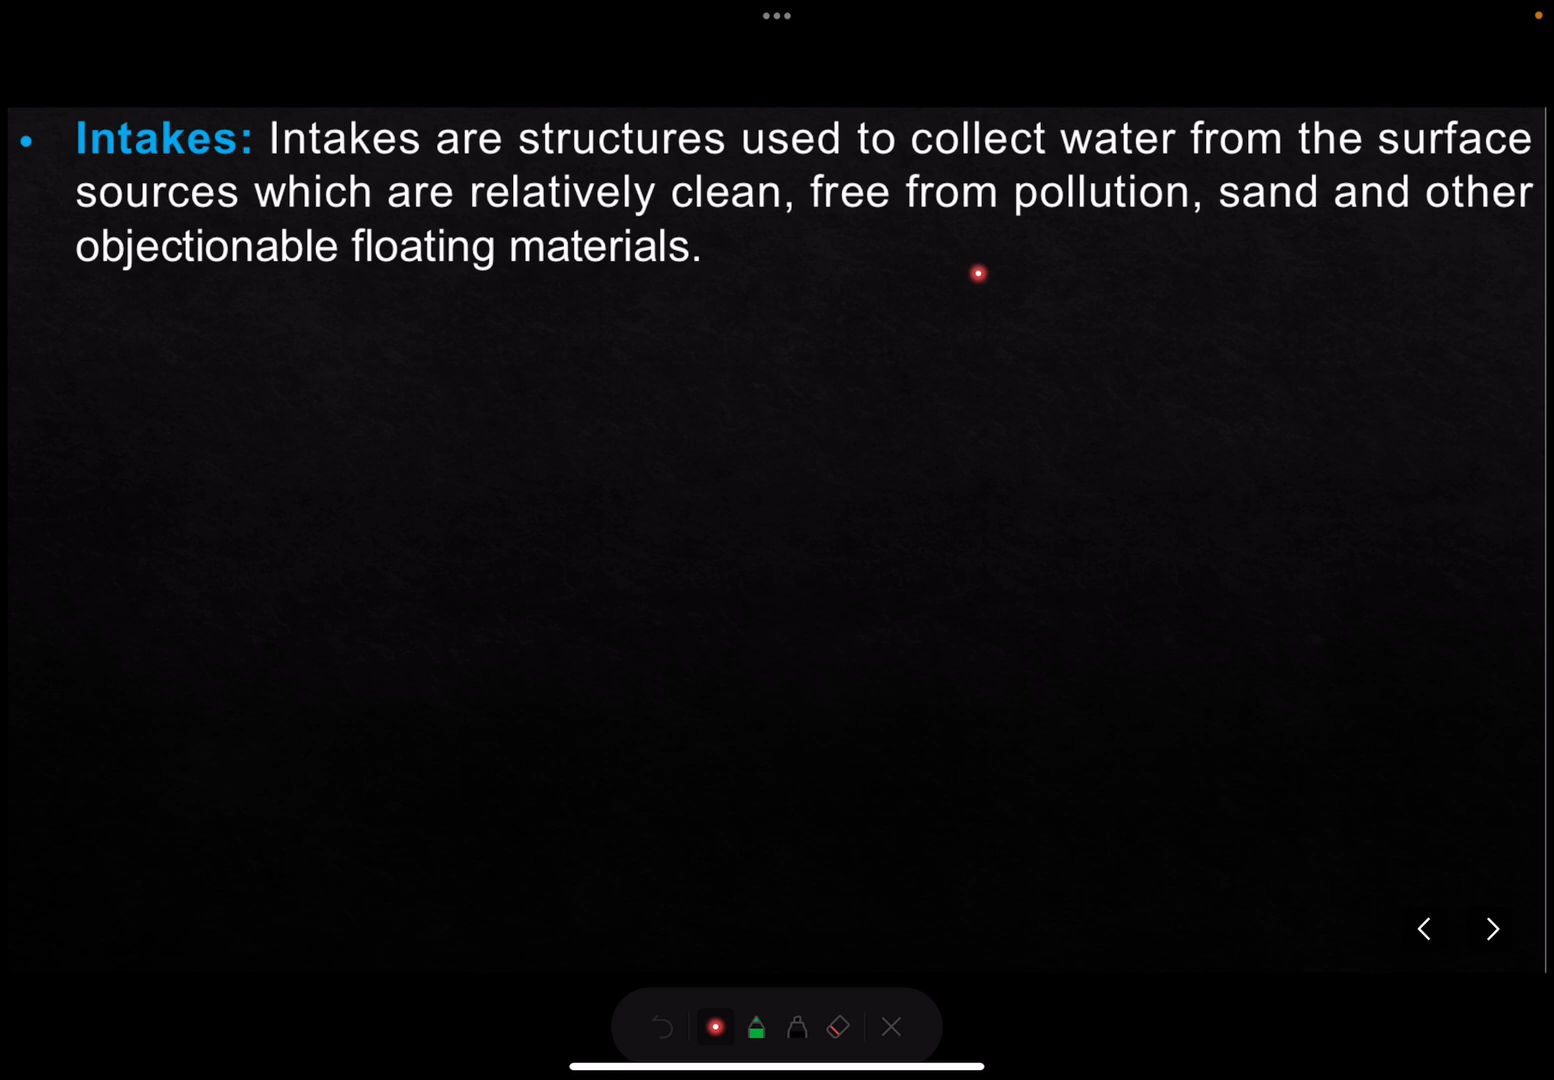 • Intakes: Intakes are structures used to collect water from the surface
sources which are relatively clean, free from pollution, sand and other
objectionable floating materials.